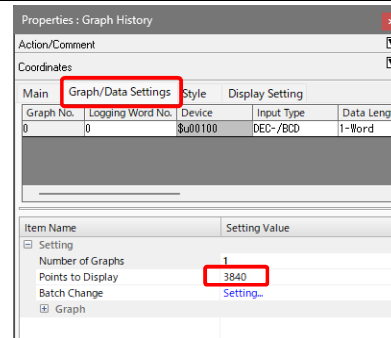 Properties : Graph History
Action/Comment
Coordinates
Main Graph/Data Settings Style Display Setting
Graph No. Logging Word No. Device Input Type Data Leng
0 0 $u00100 DEC-/BCD 1-Word
Item Name Setting Value
Setting
Number of Graphs 1
Points to Display 3840
Batch Change Setting...
Graph